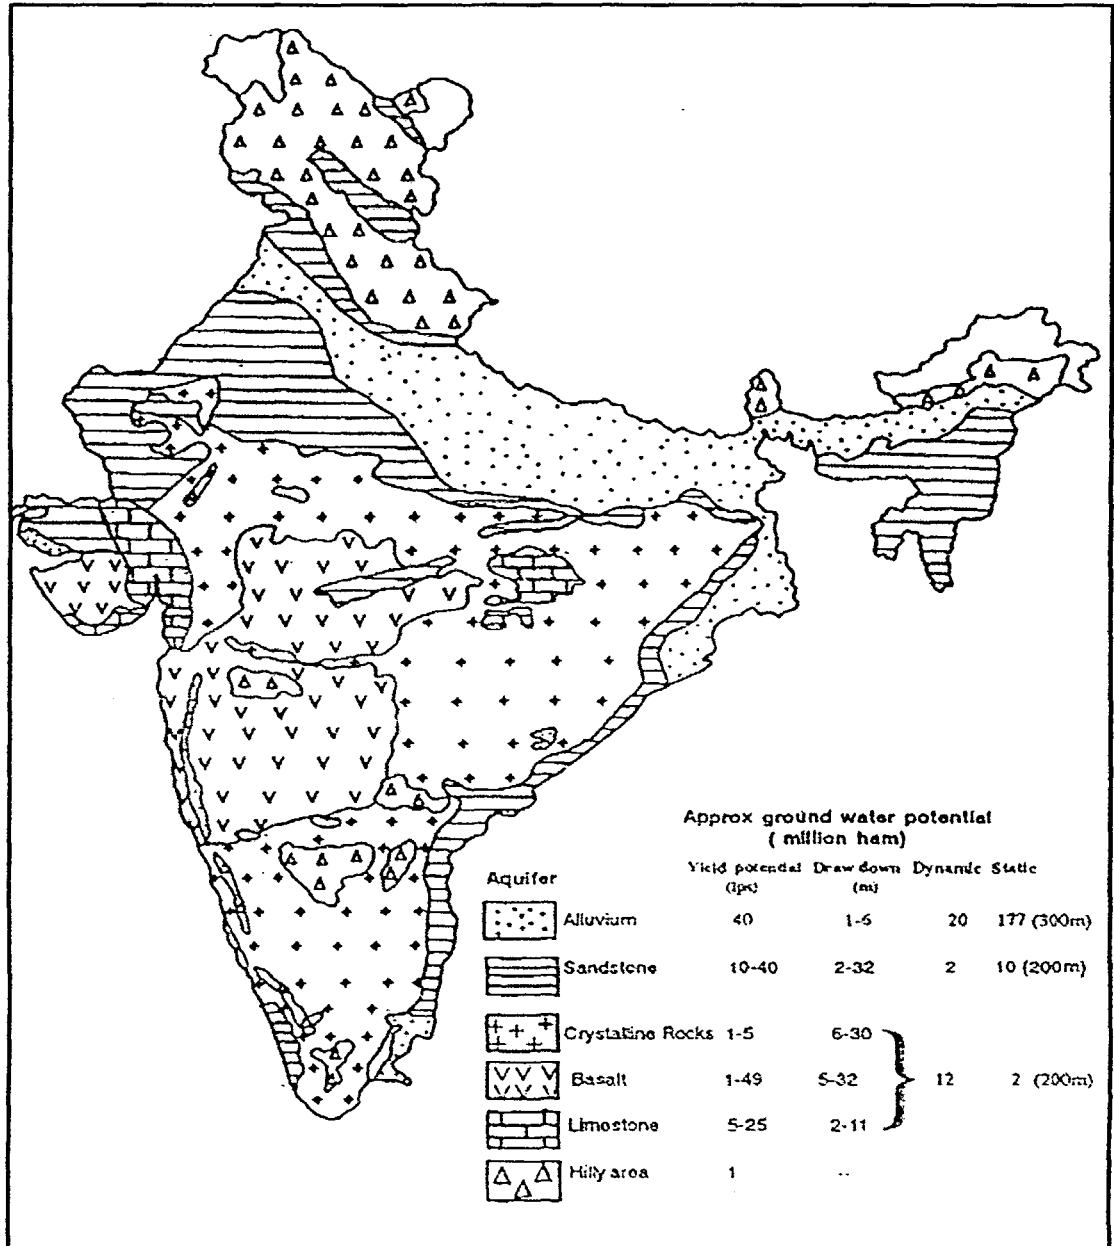 Approx ground water potential
( million ham)
Aquifer Yield potential Draw down Dynamic Static
(lps) (m)
Alluvium 40 1-6 20 177 (300m)
Sandstone 10-40 2-32 2 10 (200m)
Crystalline Rocks 1-5 6-30
Basalt 1-49 5-32 12 2 (200m)
Limestone 5-25 2-11
Hilly area 1 --